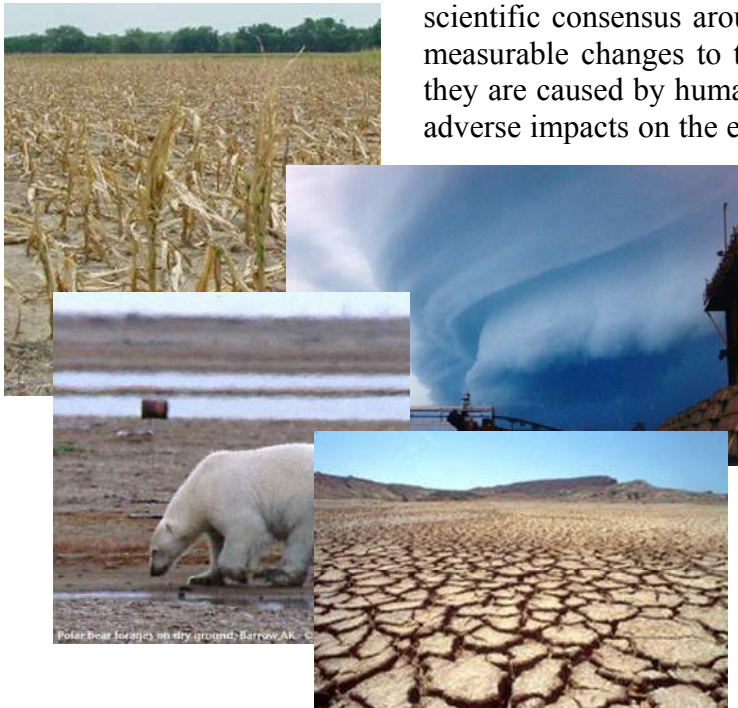 scientific consensus arou
measurable changes to t
they are caused by huma
adverse impacts on the e
Polar bear forages on dry ground, Barrow AK. ©